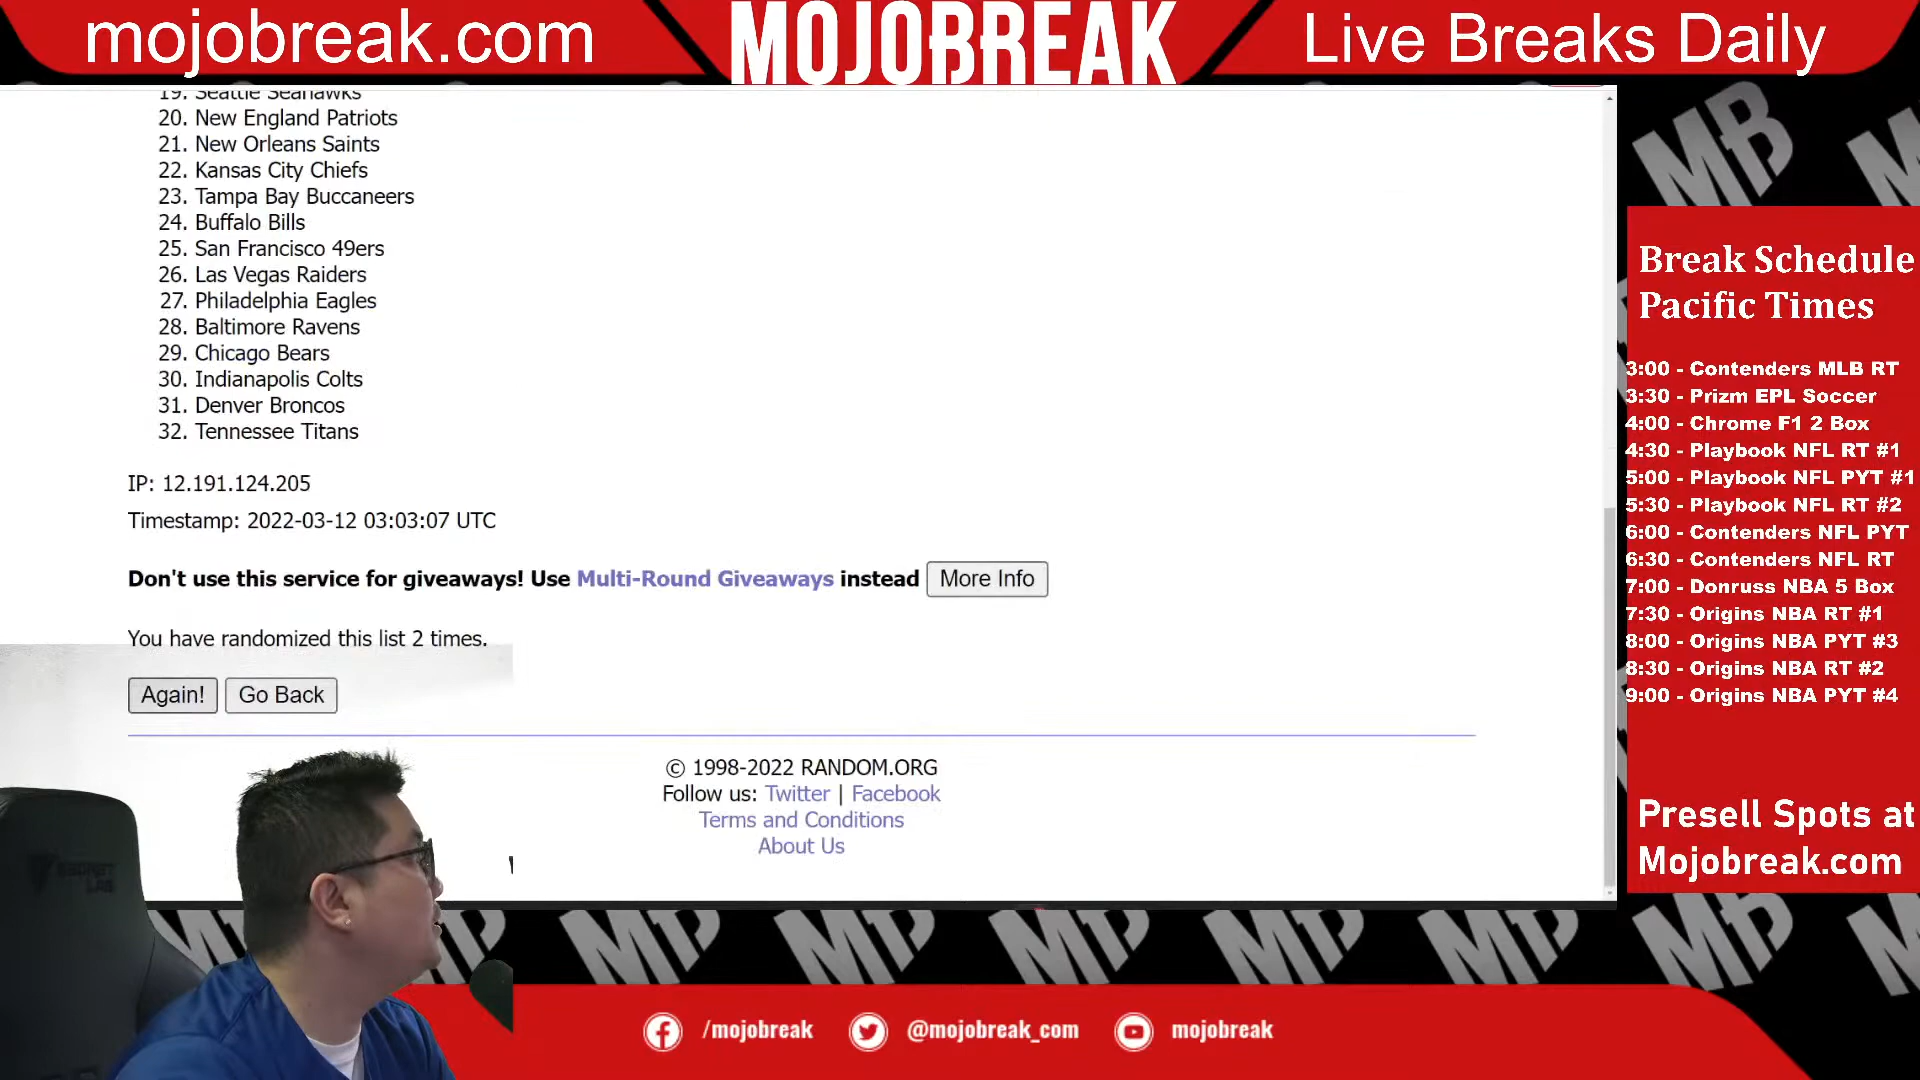 mojobreak.com
MOJOBREAK
Live Breaks Daily
19. Seattle Seahawks
20. New England Patriots
21. New Orleans Saints
22. Kansas City Chiefs
23. Tampa Bay Buccaneers
24. Buffalo Bills
25. San Francisco 49ers
26. Las Vegas Raiders
27. Philadelphia Eagles
28. Baltimore Ravens
29. Chicago Bears
30. Indianapolis Colts
31. Denver Broncos
32. Tennessee Titans
IP: 12.191.124.205
Timestamp: 2022-03-12 03:03:07 UTC
Don't use this service for giveaways! Use Multi-Round Giveaways instead More Info
You have randomized this list 2 times.
Again! Go Back
© 1998-2022 RANDOM.ORG
Follow us: Twitter | Facebook
Terms and Conditions
About Us
Break Schedule
Pacific Times
3:00 - Contenders MLB RT
3:30 - Prizm EPL Soccer
4:00 - Chrome F1 2 Box
4:30 - Playbook NFL RT #1
5:00 - Playbook NFL PYT #1
5:30 - Playbook NFL RT #2
6:00 - Contenders NFL PYT
6:30 - Contenders NFL RT
7:00 - Donruss NBA 5 Box
7:30 - Origins NBA RT #1
8:00 - Origins NBA PYT #3
8:30 - Origins NBA RT #2
9:00 - Origins NBA PYT #4
Presell Spots at
Mojobreak.com
/mojobreak
@mojobreak_com
mojobreak